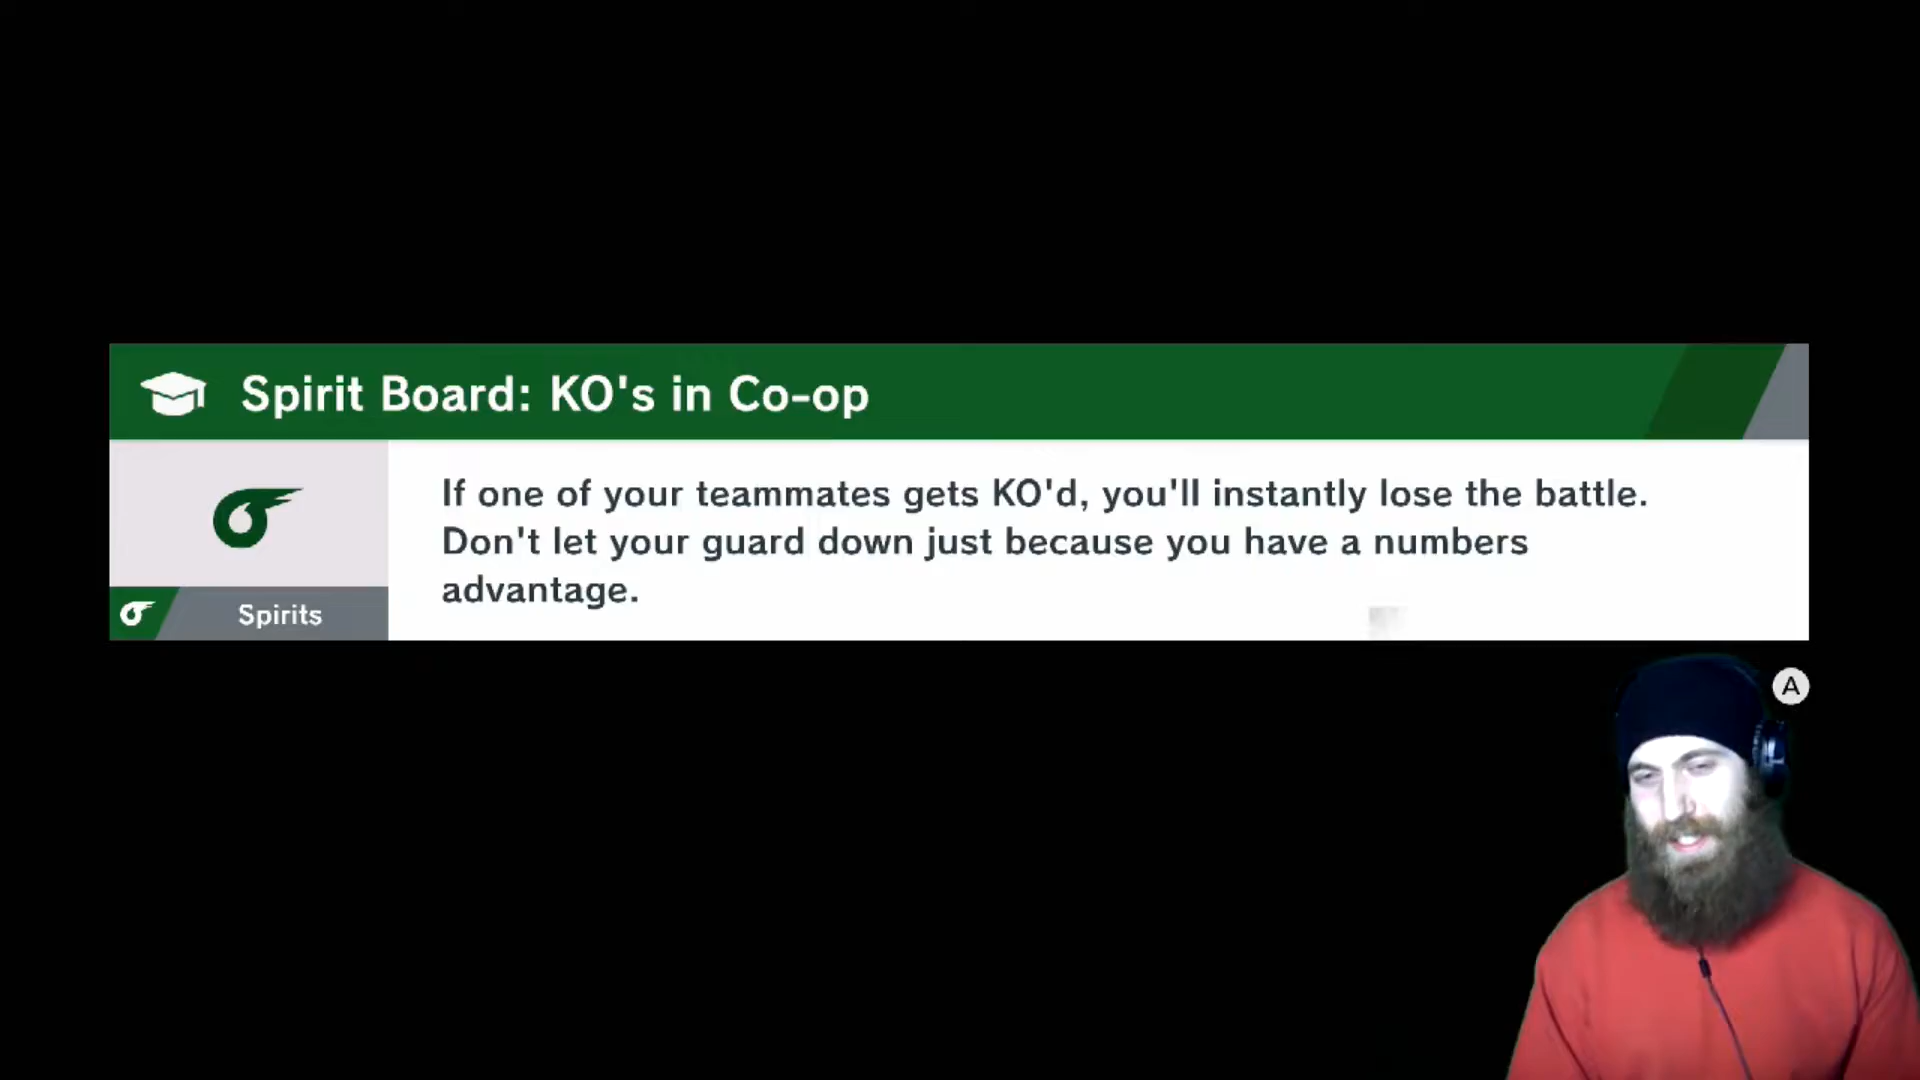 Spirit Board: KO's in Co-op
If one of your teammates gets KO'd, you'll instantly lose the battle.
Don't let your guard down just because you have a numbers
advantage.
Spirits
A